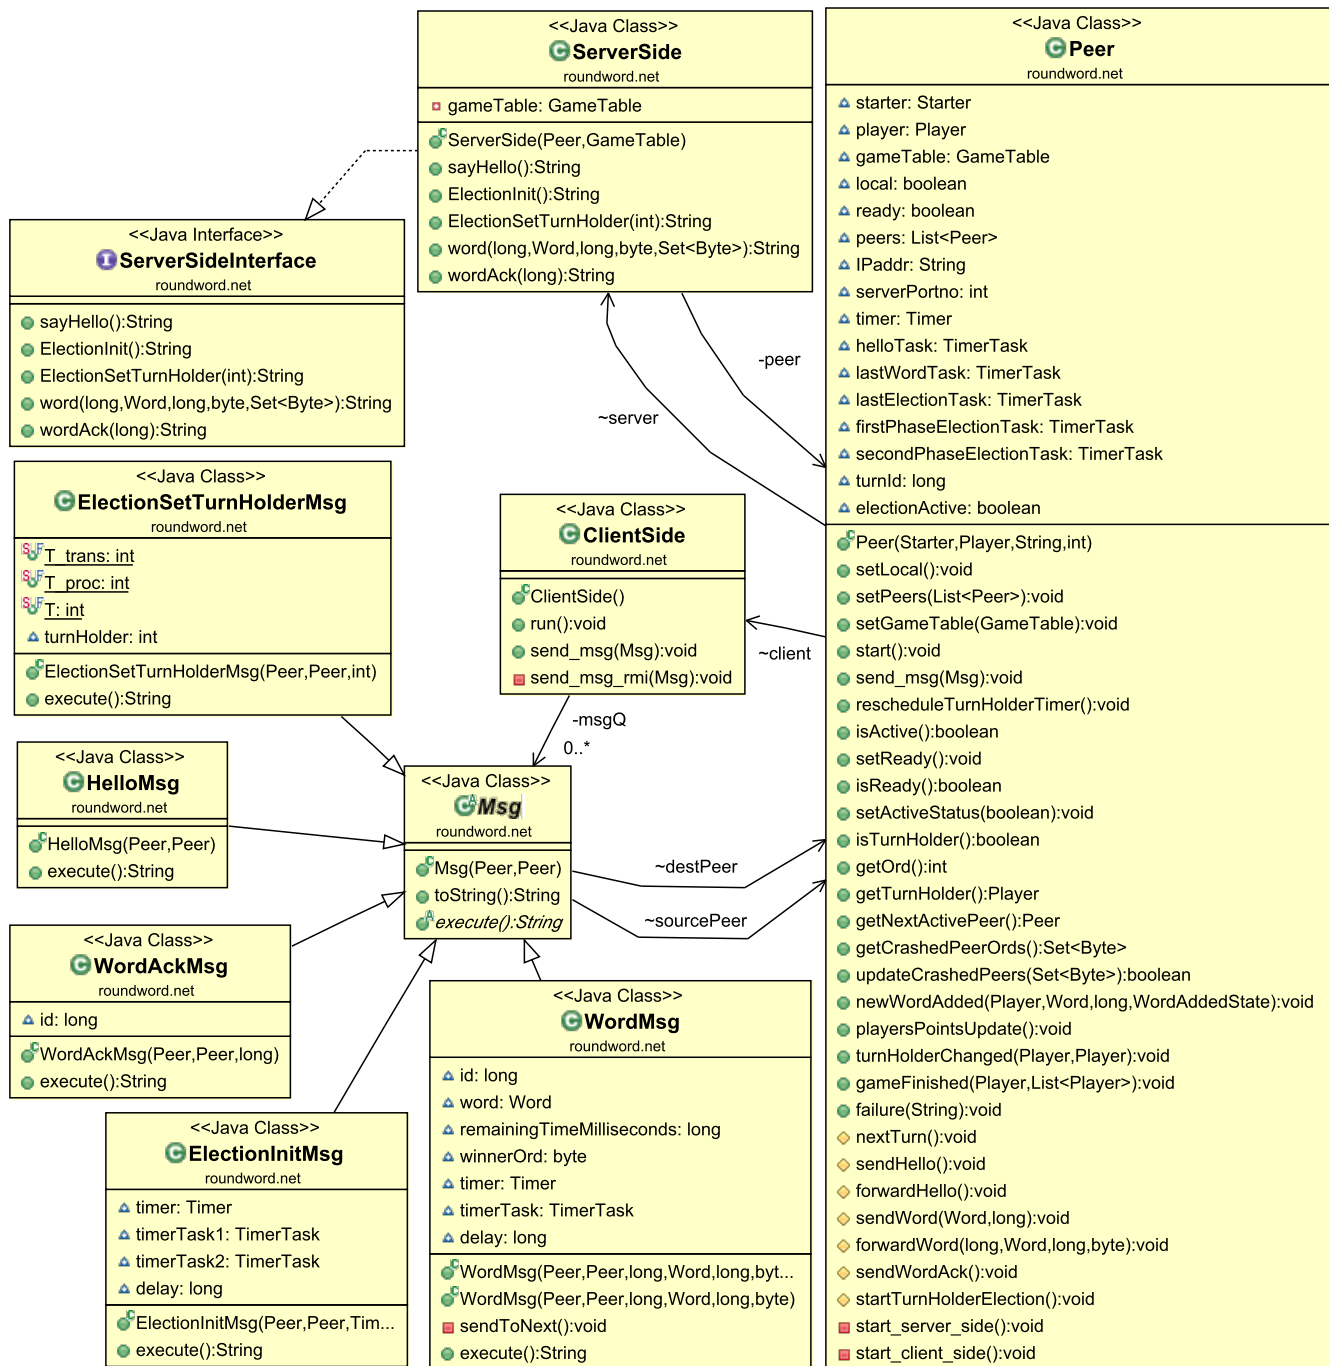 <<Java Class>>
ServerSide
roundword.net
gameTable: GameTable
ServerSide(Peer,GameTable)
sayHello():String
ElectionInit():String
ElectionSetTurnHolder(int):String
word(long,Word,long,byte,Set<Byte>):String
wordAck(long):String
<<Java Class>>
Peer
roundword.net
starter: Starter
player: Player
gameTable: GameTable
local: boolean
ready: boolean
peers: List<Peer>
IPaddr: String
serverPortno: int
timer: Timer
helloTask: TimerTask
lastWordTask: TimerTask
lastElectionTask: TimerTask
firstPhaseElectionTask: TimerTask
secondPhaseElectionTask: TimerTask
turnId: long
electionActive: boolean
Peer(Starter,Player,String,int)
setLocal():void
setPeers(List<Peer>):void
setGameTable(GameTable):void
start():void
send_msg(Msg):void
rescheduleTurnHolderTimer():void
isActive():boolean
setReady():void
isReady():boolean
setActiveStatus(boolean):void
isTurnHolder():boolean
getOrd():int
getTurnHolder():Player
getNextActivePeer():Peer
getCrashedPeerOrds():Set<Byte>
updateCrashedPeers(Set<Byte>):boolean
newWordAdded(Player,Word,long,WordAddedState):void
playersPointsUpdate():void
turnHolderChanged(Player,Player):void
gameFinished(Player,List<Player>):void
failure(String):void
nextTurn():void
sendHello():void
forwardHello():void
sendWord(Word,long):void
forwardWord(long,Word,long,byte):void
sendWordAck():void
startTurnHolderElection():void
start_server_side():void
start_client_side():void
<<Java Interface>>
ServerSideInterface
roundword.net
sayHello():String
ElectionInit():String
ElectionSetTurnHolder(int):String
word(long,Word,long,byte,Set<Byte>):String
wordAck(long):String
-peer
~server
<<Java Class>>
ElectionSetTurnHolderMsg
roundword.net
T_trans: int
T_proc: int
T: int
turnHolder: int
ElectionSetTurnHolderMsg(Peer,Peer,int)
execute():String
<<Java Class>>
ClientSide
roundword.net
ClientSide()
run():void
send_msg(Msg):void
send_msg_rmi(Msg):void
~client
-msgQ
0..*
<<Java Class>>
HelloMsg
roundword.net
HelloMsg(Peer,Peer)
execute():String
<<Java Class>>
Msg
roundword.net
Msg(Peer,Peer)
toString():String
execute():String
~destPeer
~sourcePeer
<<Java Class>>
WordAckMsg
roundword.net
id: long
WordAckMsg(Peer,Peer,long)
execute():String
<<Java Class>>
WordMsg
roundword.net
id: long
word: Word
remainingTimeMilliseconds: long
winnerOrd: byte
timer: Timer
timerTask: TimerTask
delay: long
WordMsg(Peer,Peer,long,Word,long,byt...
WordMsg(Peer,Peer,long,Word,long,byte)
sendToNext():void
execute():String
<<Java Class>>
ElectionInitMsg
roundword.net
timer: Timer
timerTask1: TimerTask
timerTask2: TimerTask
delay: long
ElectionInitMsg(Peer,Peer,Tim...
execute():String